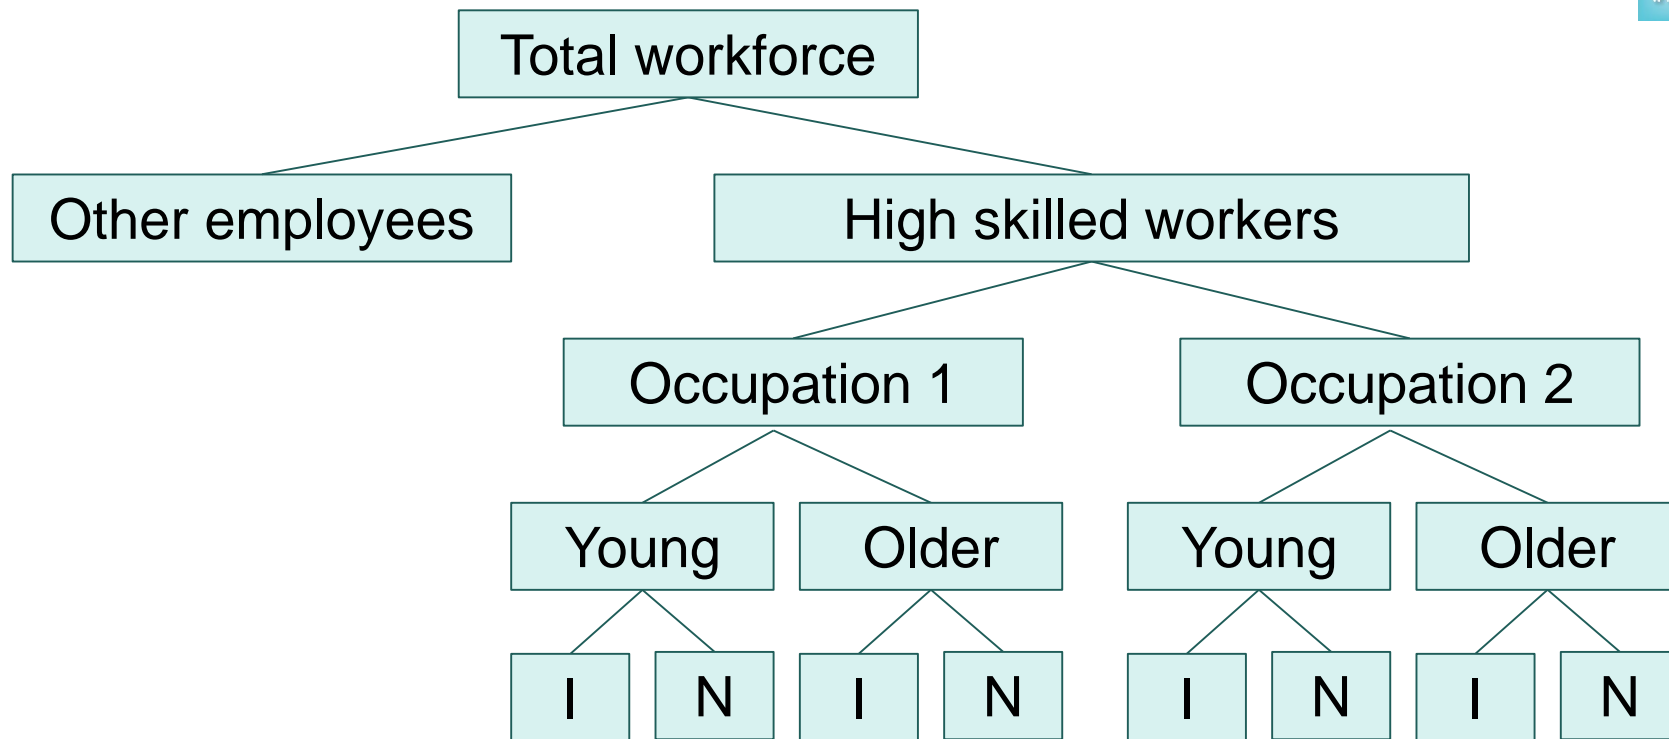 Total workforce
Other employees
High skilled workers
Occupation 1
Occupation 2
Young
Older
Young
Older
I
N
I
N
I
N
I
N